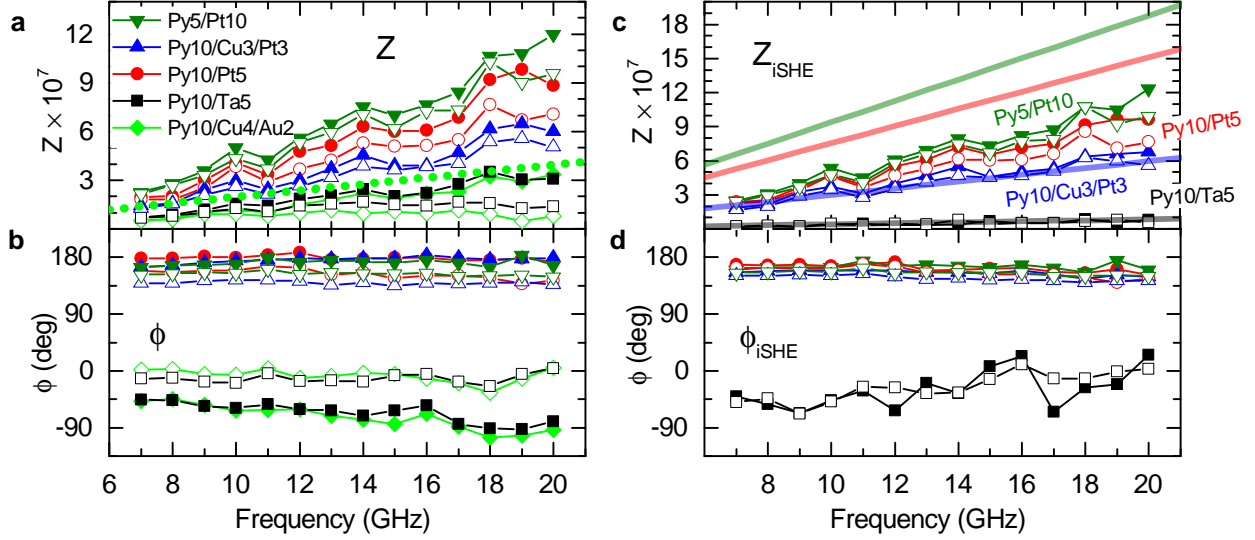 a
Z × 10⁷
12
9
6
3
Py5/Pt10
Py10/Cu3/Pt3
Py10/Pt5
Py10/Ta5
Py10/Cu4/Au2
Z
b
ϕ (deg)
180
90
0
-90
ϕ
6 8 10 12 14 16 18 20
Frequency (GHz)
c
Z × 10⁷
18
15
12
9
6
3
Z iSHE
Py5/Pt10
Py10/Pt5
Py10/Cu3/Pt3
Py10/Ta5
d
ϕ (deg)
180
90
0
-90
ϕ iSHE
8 10 12 14 16 18 20
Frequency (GHz)